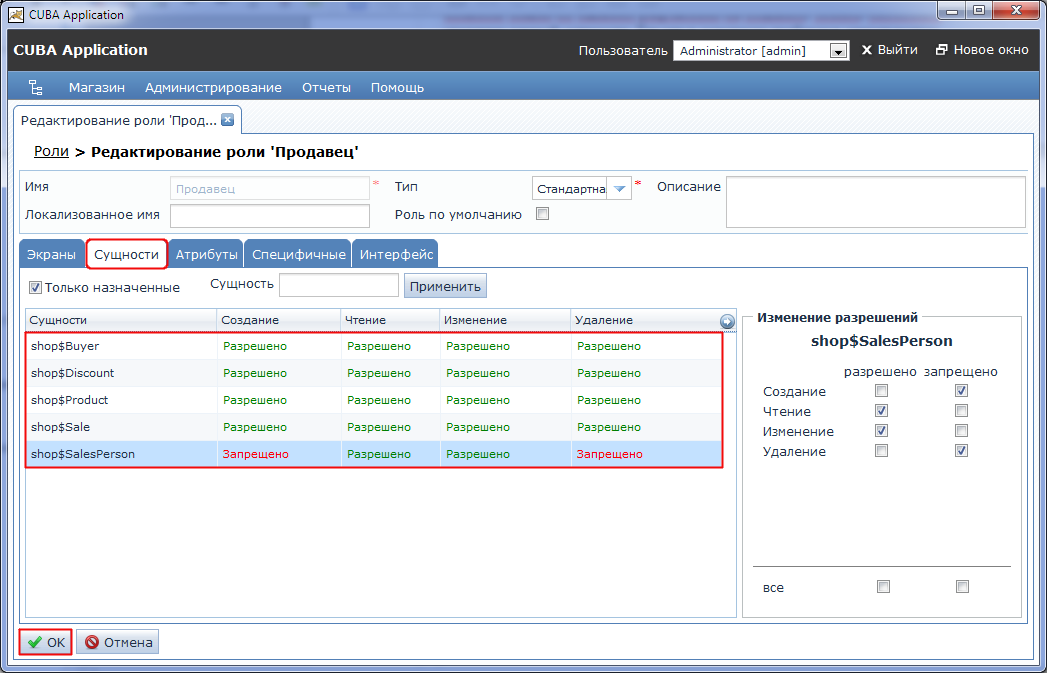 CUBA Application
CUBA Application Пользователь Administrator [admin] Выйти Новое окно
Магазин Администрирование Отчеты Помощь
Редактирование роли 'Прод...
Роли > Редактирование роли 'Продавец'
Имя Продавец * Тип Стандартна * Описание
Локализованное имя Роль по умолчанию
Экраны Сущности Атрибуты Специфичные Интерфейс
Только назначенные Сущность Применить
Сущности Создание Чтение Изменение Удаление
shop$Buyer Разрешено Разрешено Разрешено Разрешено
shop$Discount Разрешено Разрешено Разрешено Разрешено
shop$Product Разрешено Разрешено Разрешено Разрешено
shop$Sale Разрешено Разрешено Разрешено Разрешено
shop$SalesPerson Запрещено Разрешено Разрешено Запрещено
Изменение разрешений
shop$SalesPerson
разрешено запрещено
Создание
Чтение
Изменение
Удаление
все
OK Отмена